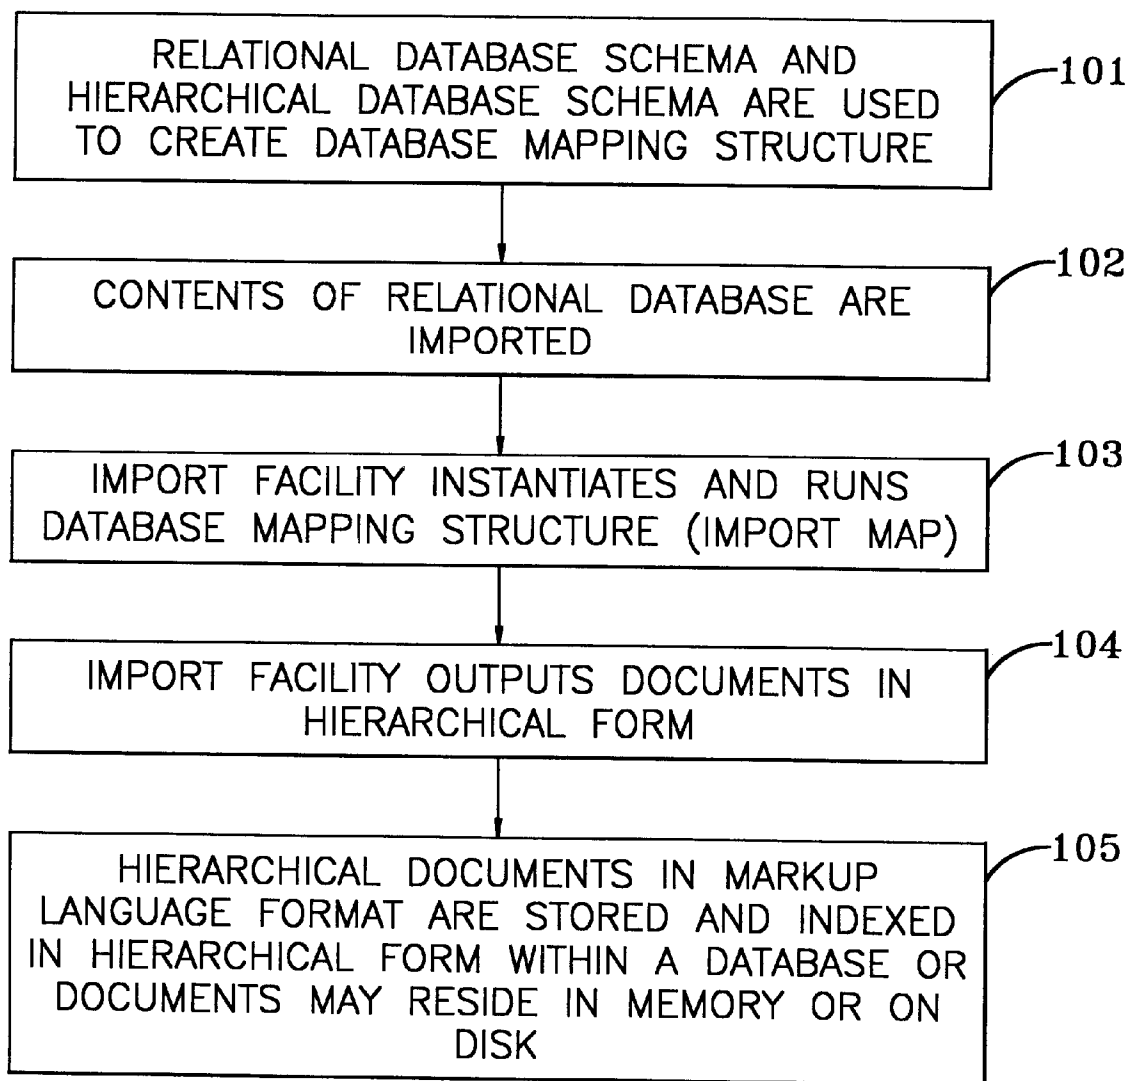 RELATIONAL DATABASE SCHEMA AND
HIERARCHICAL DATABASE SCHEMA ARE USED
TO CREATE DATABASE MAPPING STRUCTURE
101
CONTENTS OF RELATIONAL DATABASE ARE
IMPORTED
102
IMPORT FACILITY INSTANTIATES AND RUNS
DATABASE MAPPING STRUCTURE (IMPORT MAP)
103
IMPORT FACILITY OUTPUTS DOCUMENTS IN
HIERARCHICAL FORM
104
HIERARCHICAL DOCUMENTS IN MARKUP
LANGUAGE FORMAT ARE STORED AND INDEXED
IN HIERARCHICAL FORM WITHIN A DATABASE OR
DOCUMENTS MAY RESIDE IN MEMORY OR ON
DISK
105